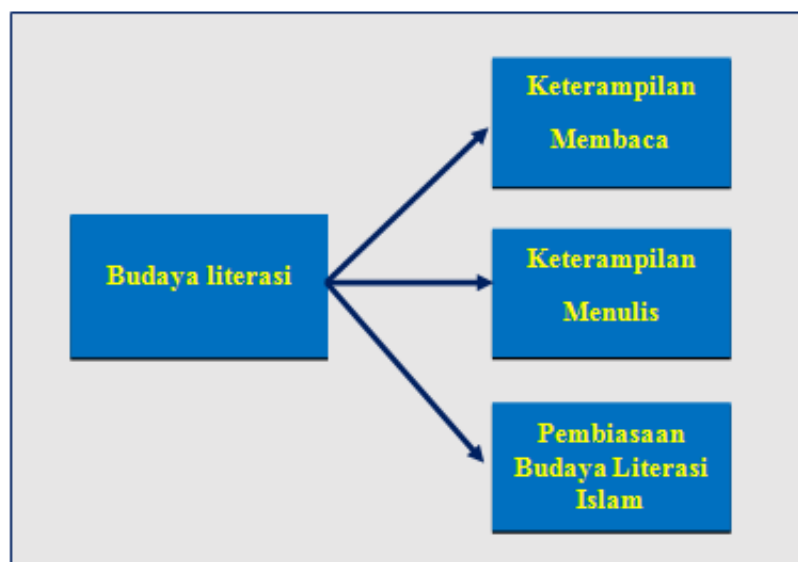 Budaya literasi
Keterampilan
Membaca
Keterampilan
Menulis
Pembiasaan
Budaya Literasi
Islam